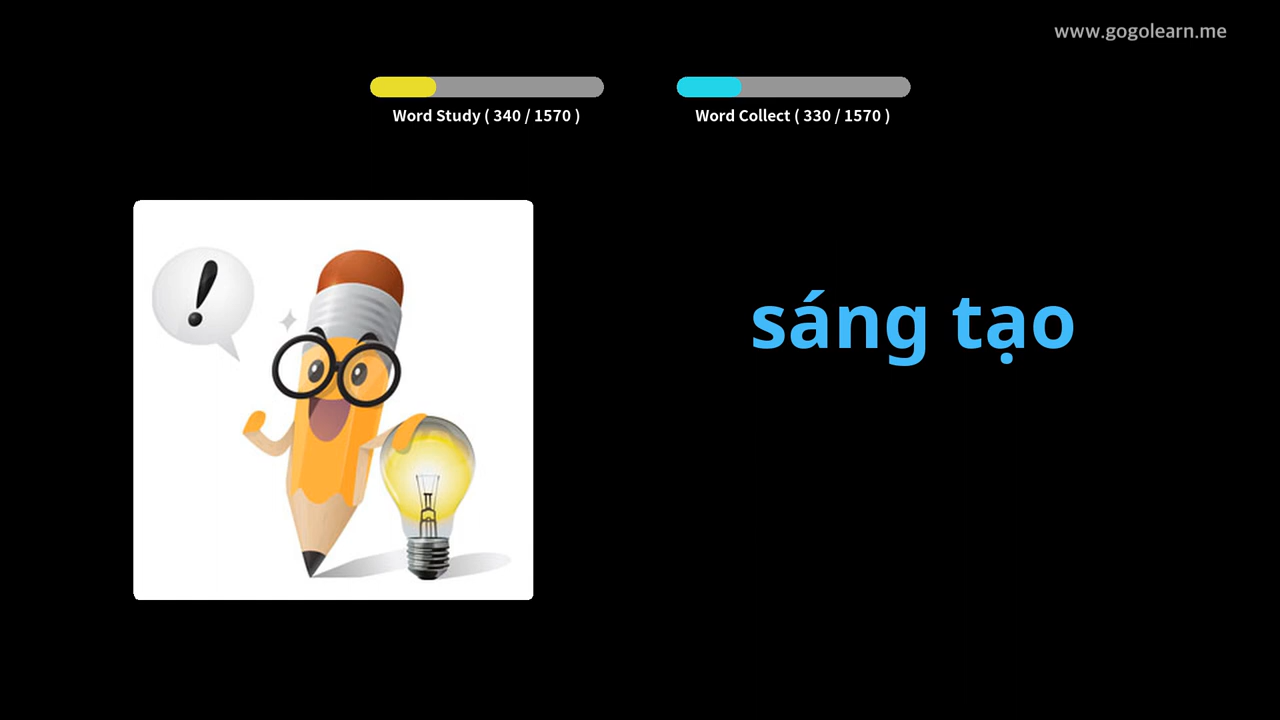 www.gogolearn.me
Word Study ( 340 / 1570 )
Word Collect ( 330 / 1570 )
!
sáng tạo